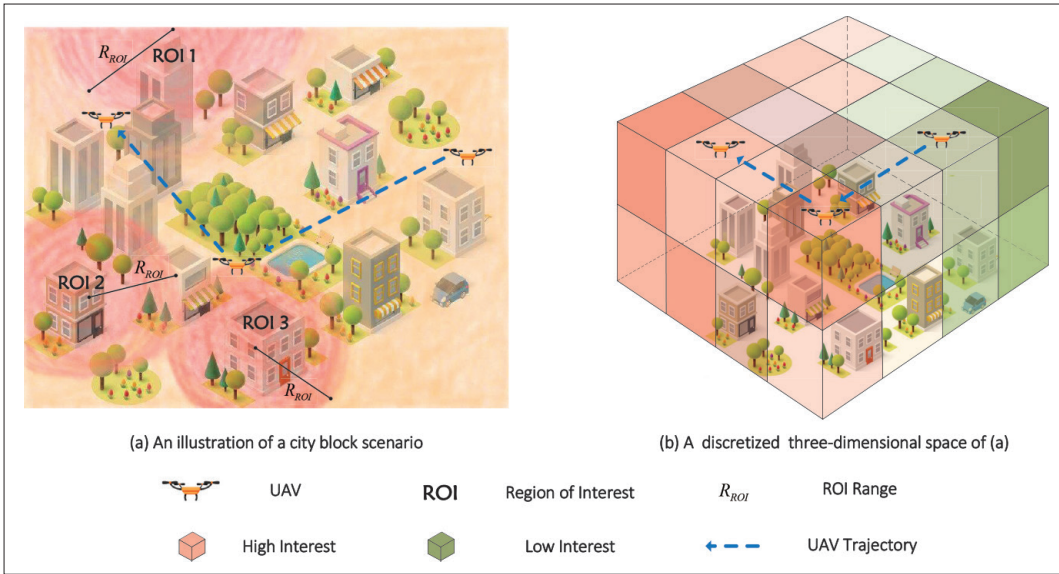 R_ROI
ROI 1
ROI 2
R_ROI
ROI 3
R_ROI
(a) An illustration of a city block scenario
(b) A discretized three-dimensional space of (a)
UAV
ROI
Region of Interest
R_ROI
ROI Range
High Interest
Low Interest
UAV Trajectory